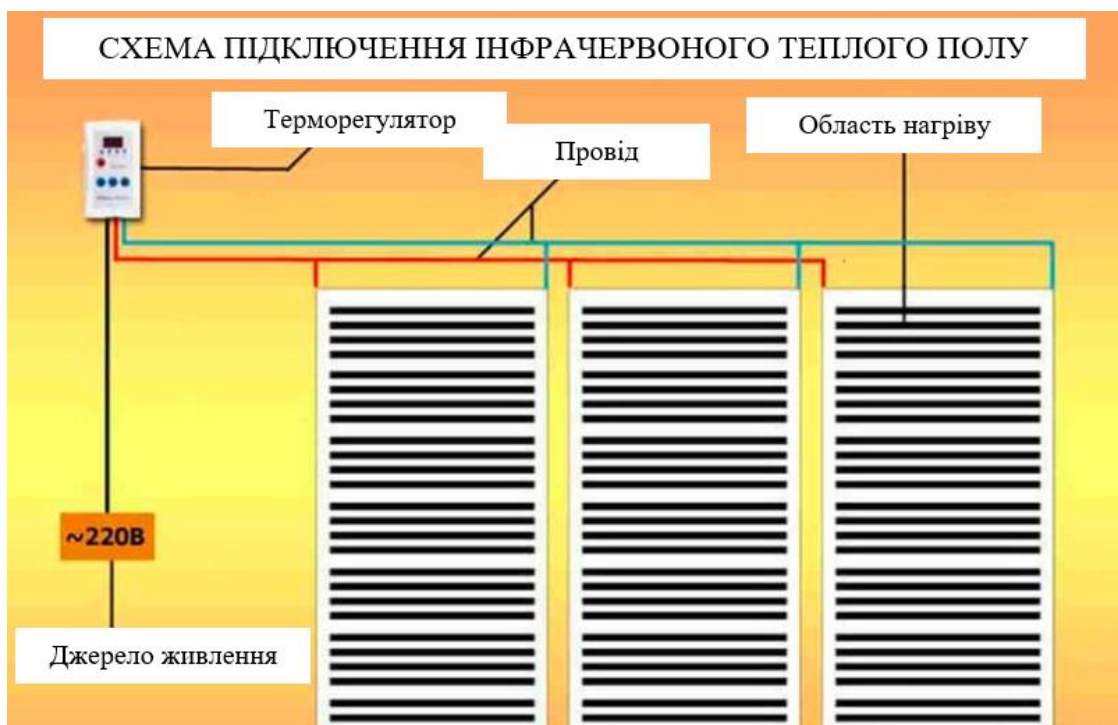 СХЕМА ПІДКЛЮЧЕННЯ ІНФРАЧЕРВОНОГО ТЕПЛОГО ПОЛУ
Терморегулятор
Провід
Область нагріву
~220В
Джерело живлення